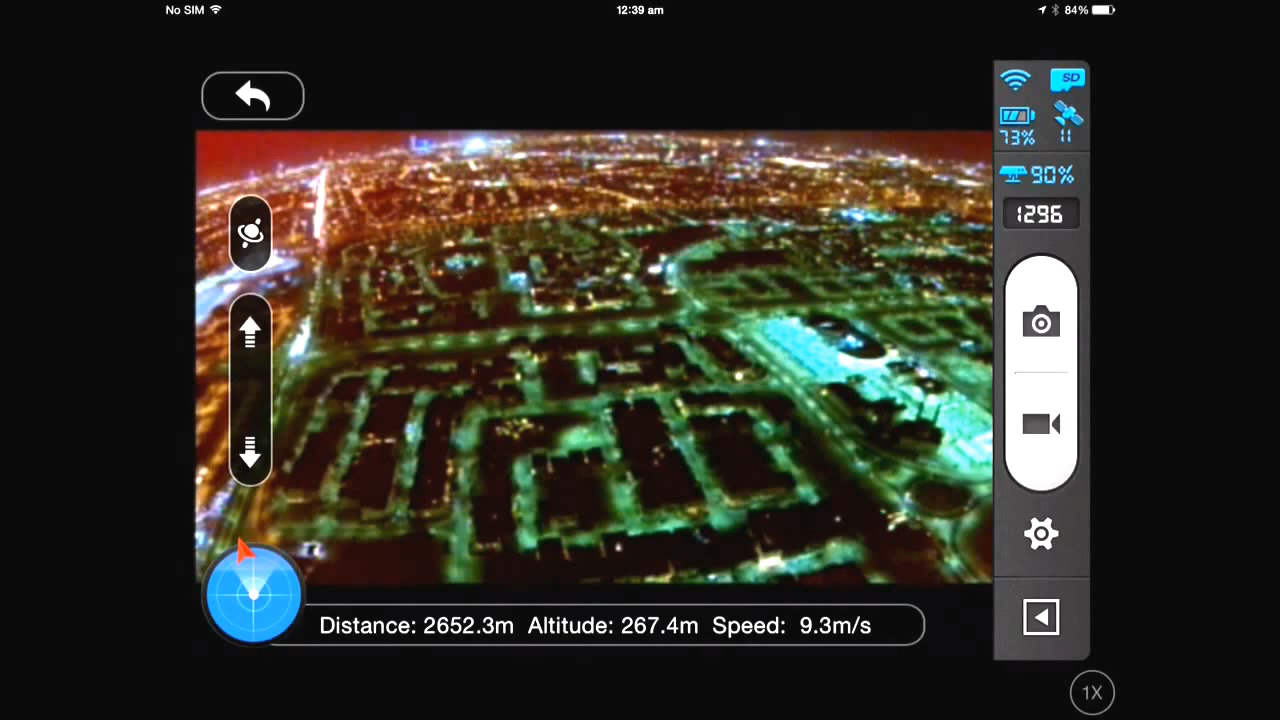 No SIM 12:39 am 84%
SD
73% 11
90%
1296
Distance: 2652.3m Altitude: 267.4m Speed: 9.3m/s
1X